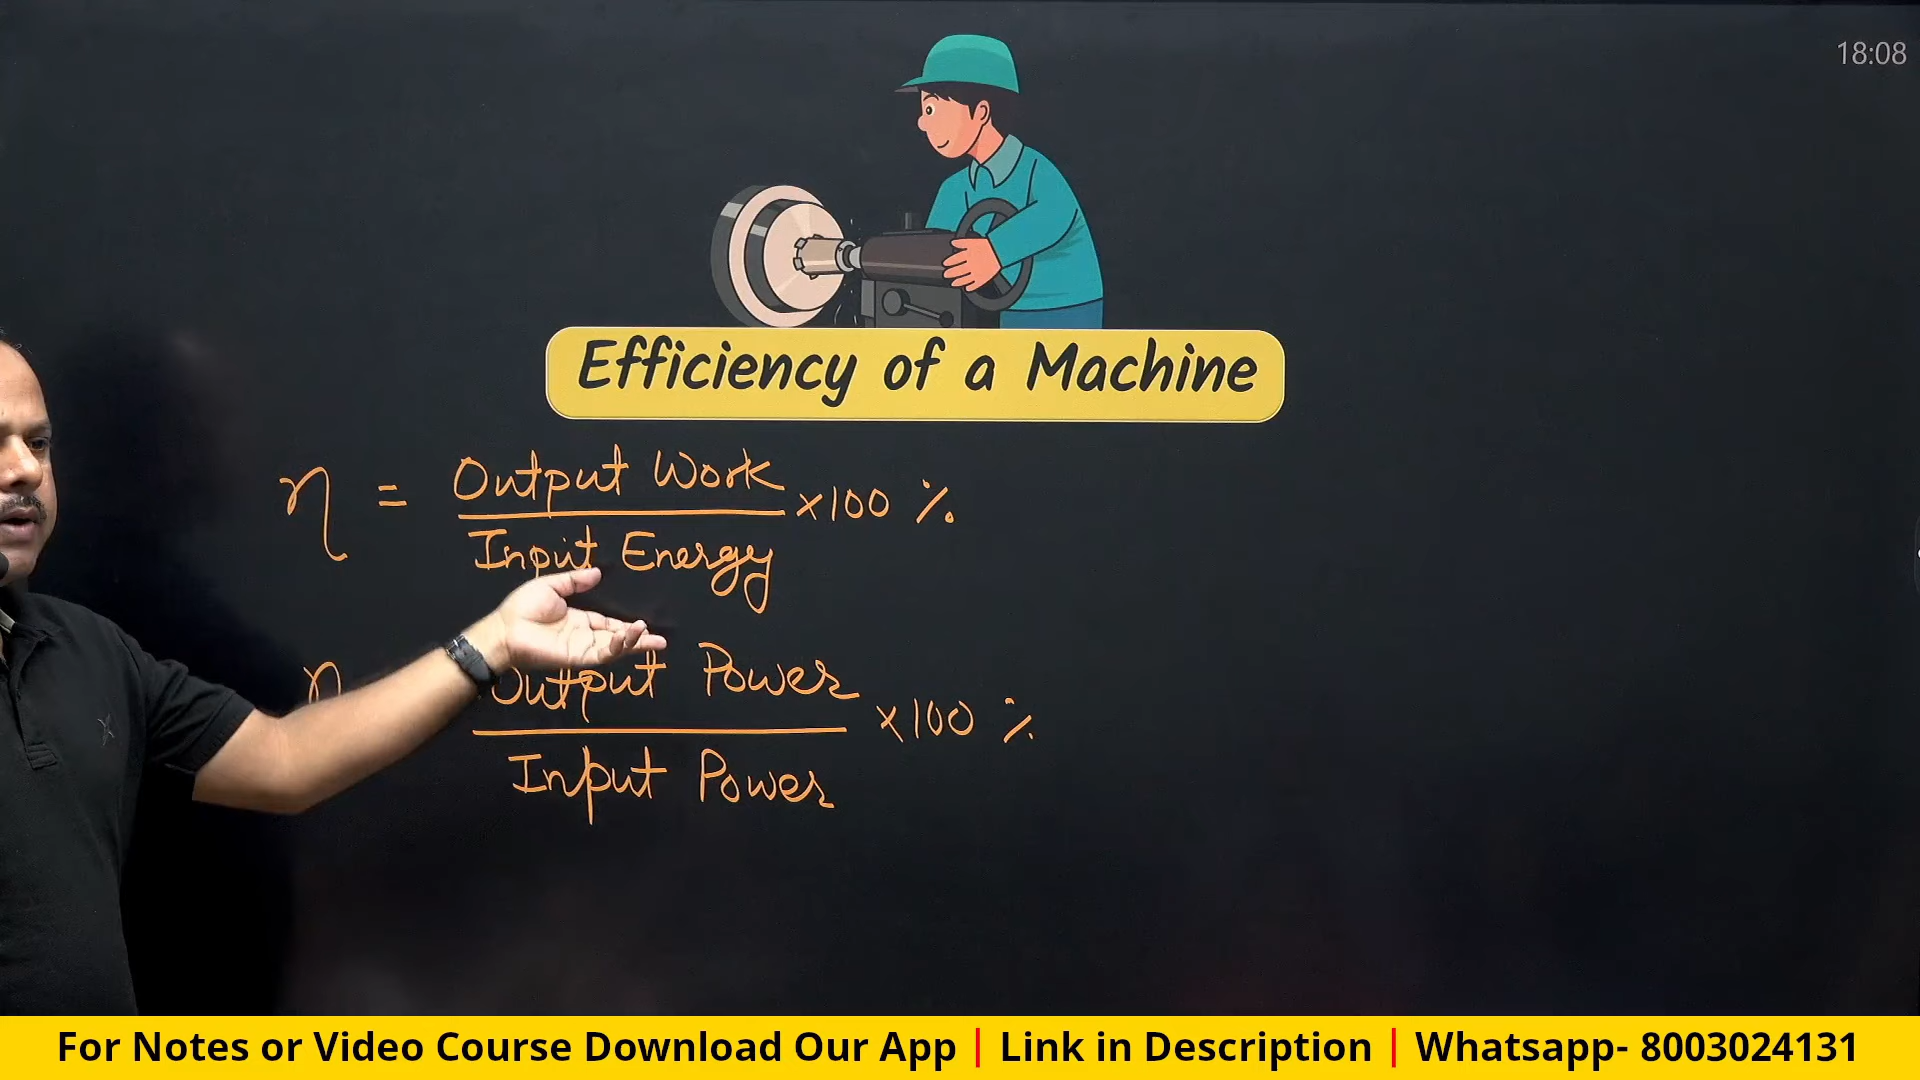 18:08
Efficiency of a Machine
η = Output Work / Input Energy ×100 %
η Output Power / Input Power ×100 %
For Notes or Video Course Download Our App | Link in Description | Whatsapp- 8003024131